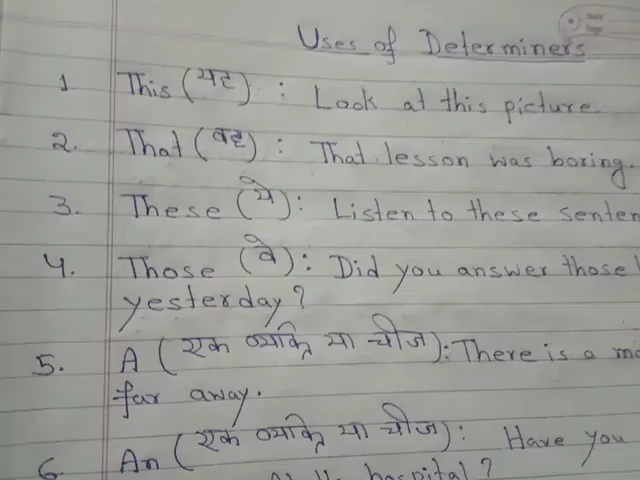 Uses of Determiners
1 This (यह) : Look at this picture.
2. That (वह) : That lesson was boring.
3. These (ये) : Listen to these
4. Those (वे) : Did you answer those
yesterday?
5. A (एक व्यक्ति या चीज) : There is a
far away.
6. An (एक व्यक्ति या चीज) : Have you
hospital?